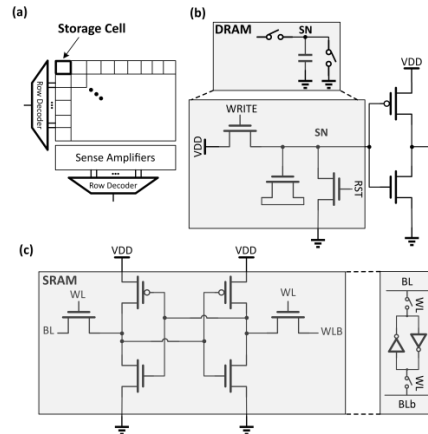 (a)
Storage Cell
Row Decoder
Sense Amplifiers
Row Decoder
(b)
DRAM
SN
VDD
WRITE
SN
VDD
RST
(c)
VDD
VDD
SRAM
WL
WL
BL
WLB
BL
WL
WL
BLb